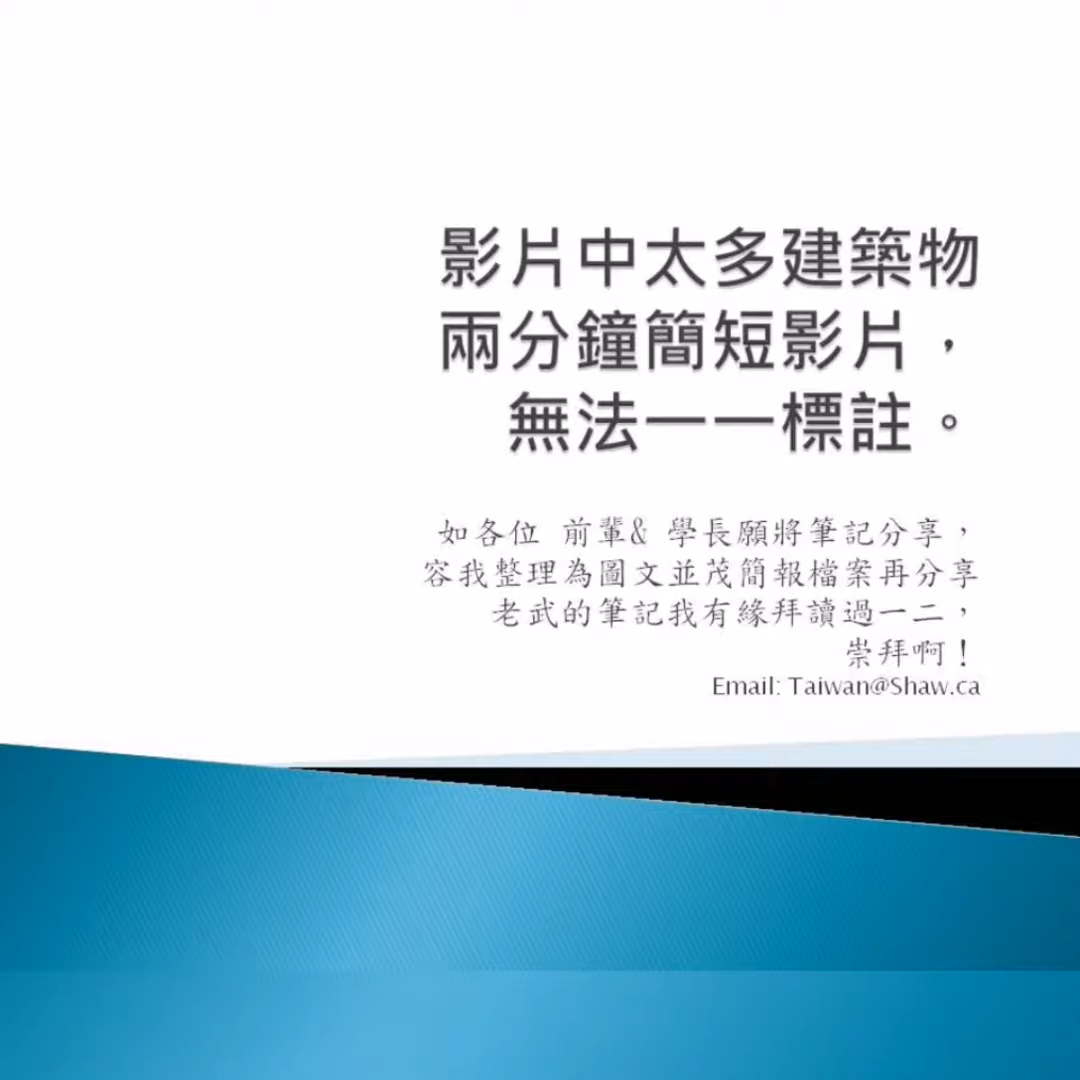 影片中太多建築物
兩分鐘簡短影片，
無法一一標註。
如各位 前輩& 學長願將筆記分享，
容我整理為圖文並茂簡報檔案再分享
老武的筆記我有緣拜讀過一二，
崇拜啊！
Email: Taiwan@Shaw.ca